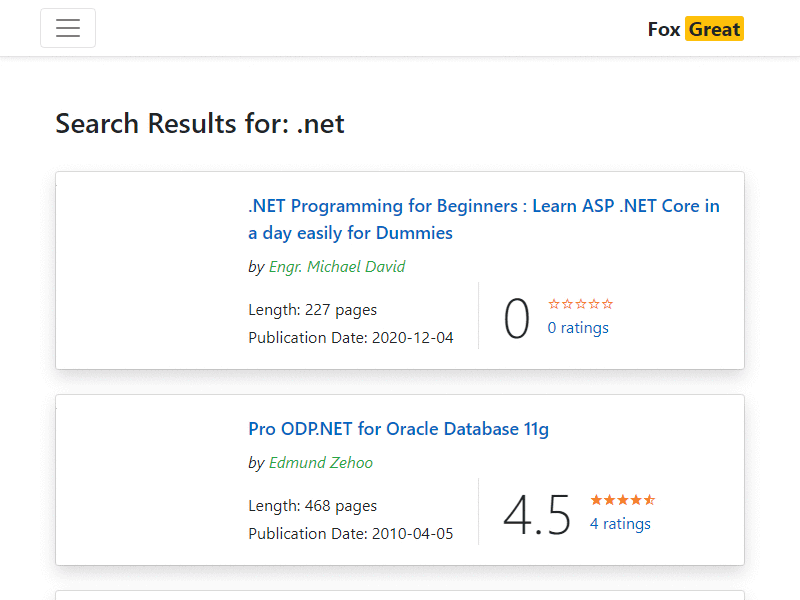 Fox Great
Search Results for: .net
.NET Programming for Beginners : Learn ASP .NET Core in
a day easily for Dummies
by Engr. Michael David
Length: 227 pages
Publication Date: 2020-12-04
0
0 ratings
Pro ODP.NET for Oracle Database 11g
by Edmund Zehoo
Length: 468 pages
Publication Date: 2010-04-05
4.5
4 ratings